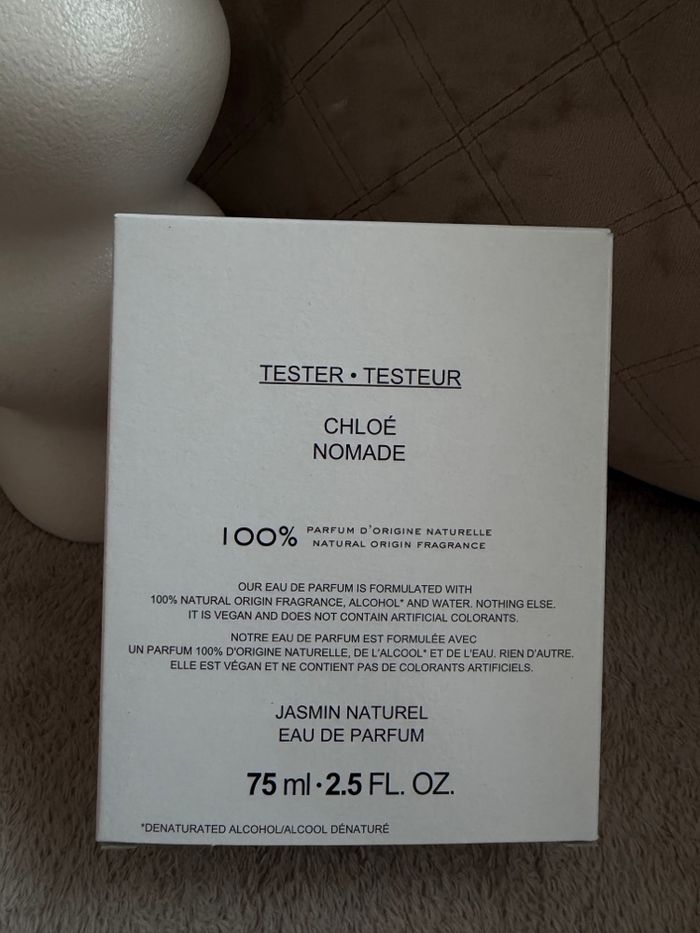 TESTER • TESTEUR
CHLOÉ
NOMADE
100% PARFUM D'ORIGINE NATURELLE
NATURAL ORIGIN FRAGRANCE
OUR EAU DE PARFUM IS FORMULATED WITH
100% NATURAL ORIGIN FRAGRANCE, ALCOHOL* AND WATER. NOTHING ELSE.
IT IS VEGAN AND DOES NOT CONTAIN ARTIFICIAL COLORANTS.
NOTRE EAU DE PARFUM EST FORMULÉE AVEC
UN PARFUM 100% D'ORIGINE NATURELLE, DE L'ALCOOL* ET DE L'EAU. RIEN D'AUTRE.
ELLE EST VÉGAN ET NE CONTIENT PAS DE COLORANTS ARTIFICIELS.
JASMIN NATUREL
EAU DE PARFUM
75 ml • 2.5 FL. OZ.
*DENATURATED ALCOHOL/ALCOOL DÉNATURÉ